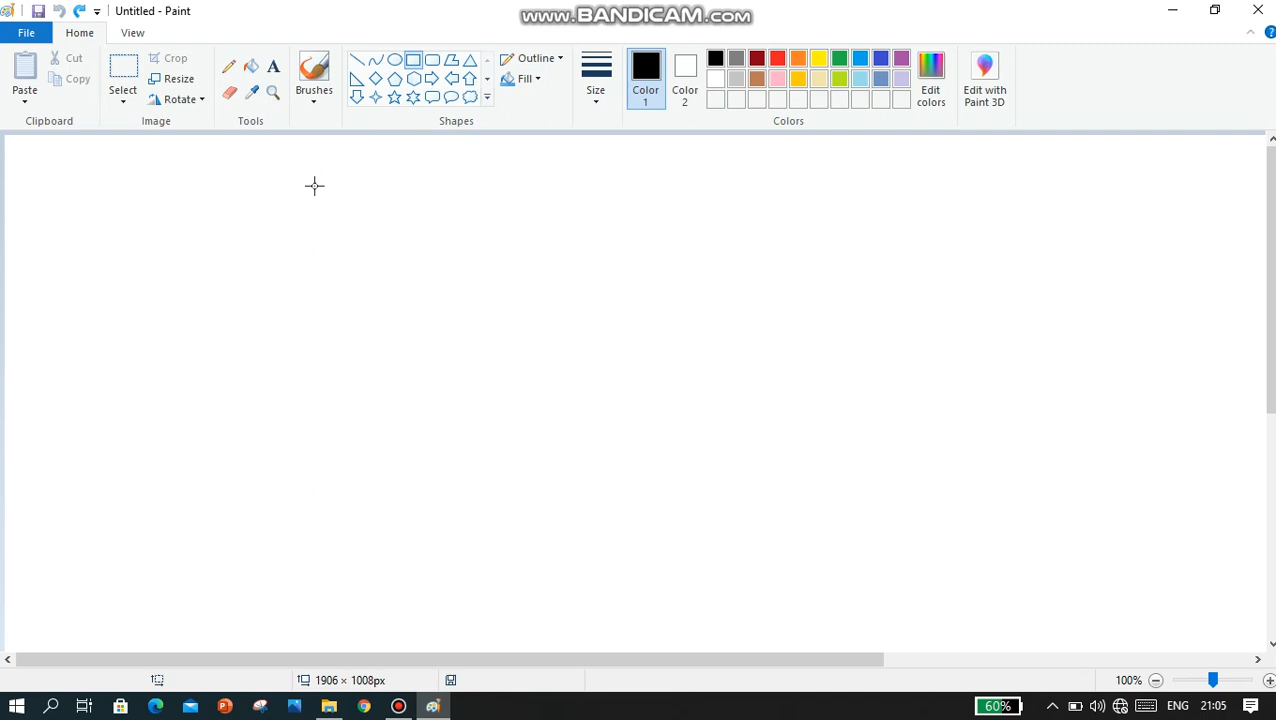 Untitled - Paint
www.BANDICAM.com
File
Home
View
Paste
Cut
Copy
Clipboard
Select
Crop
Resize
Rotate
Image
A
Tools
Brushes
Shapes
Outline
Fill
Size
Color
1
Color
2
Edit
colors
Colors
Edit with
Paint 3D
1906 × 1008px
100%
60%
ENG
21:05